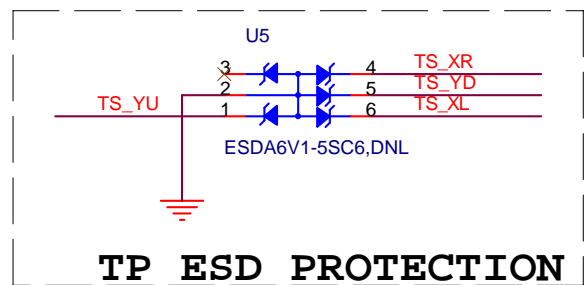 U5
3 4 TS_XR
2 5 TS_YD
TS_YU 1 6 TS_XL
ESDA6V1-5SC6,DNL
TP ESD PROTECTION